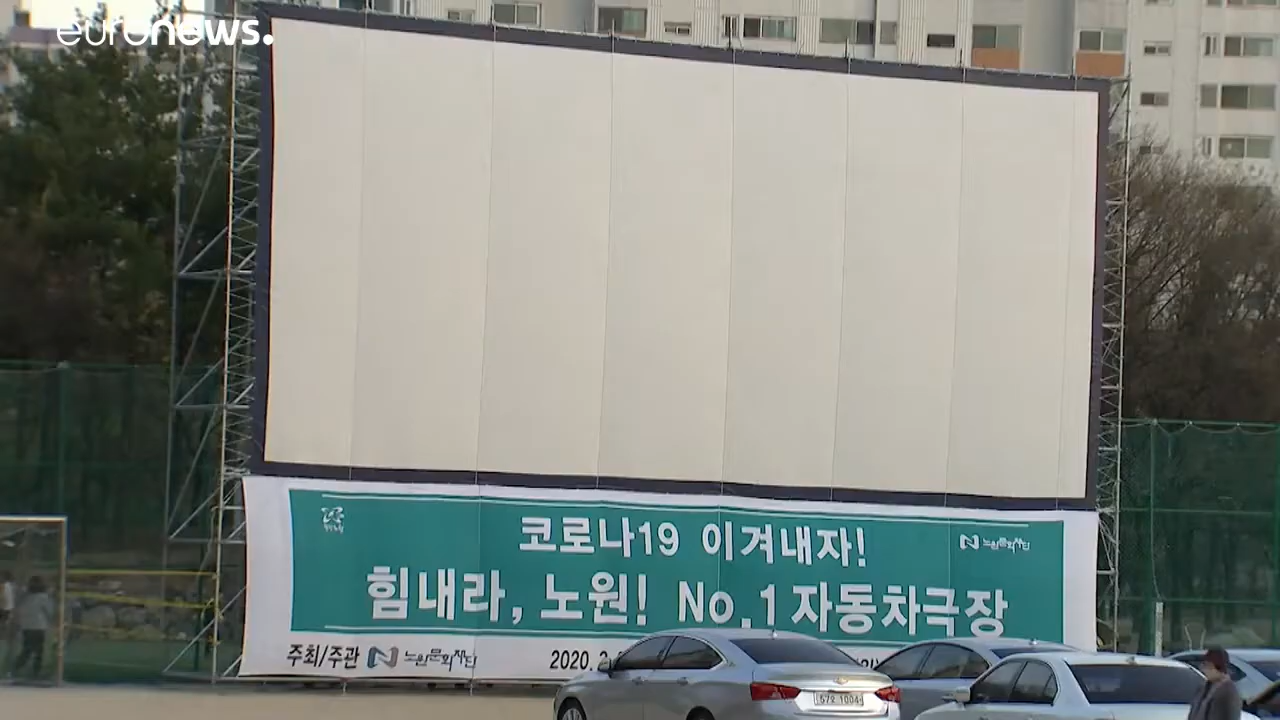 euronews.
코로나19 이겨내자!
노원문화재단
힘내라, 노원! No.1 자동차극장
주최/주관 노원문화재단
2020.
572 1004